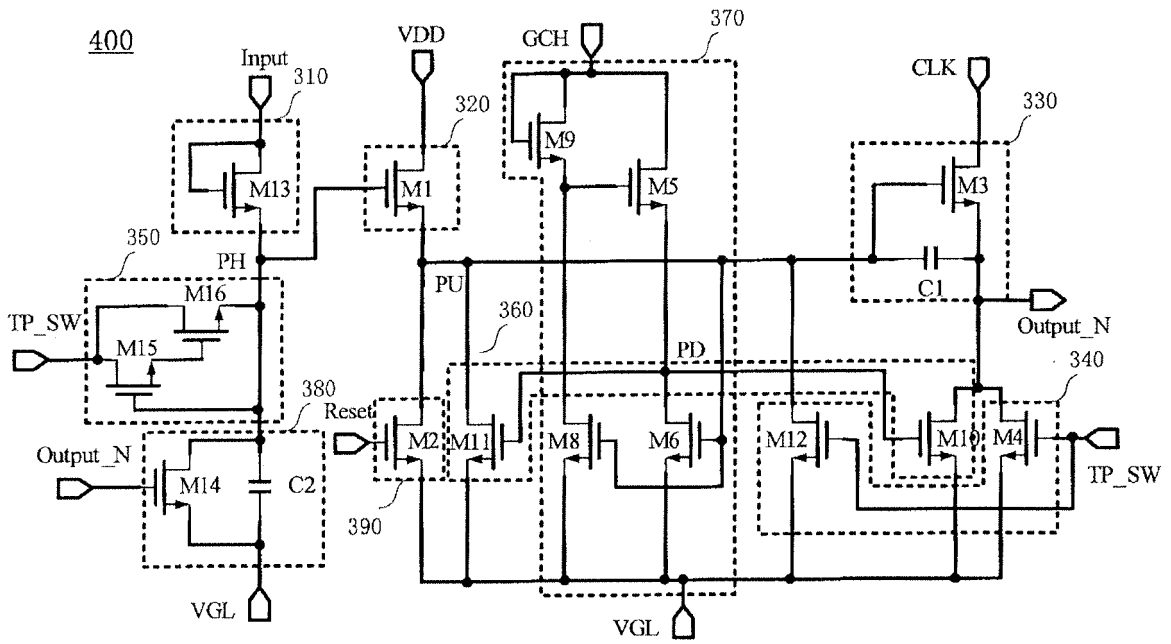 400
Input
VDD
GCH
370
CLK
310
320
330
M9
M13
M1
M5
M3
350
PH
C1
PU
M16
360
TP_SW
Output_N
M15
PD
340
380
Reset
M2
M11
M8
M6
M12
M10
M4
Output_N
TP_SW
M14
C2
390
VGL
VGL